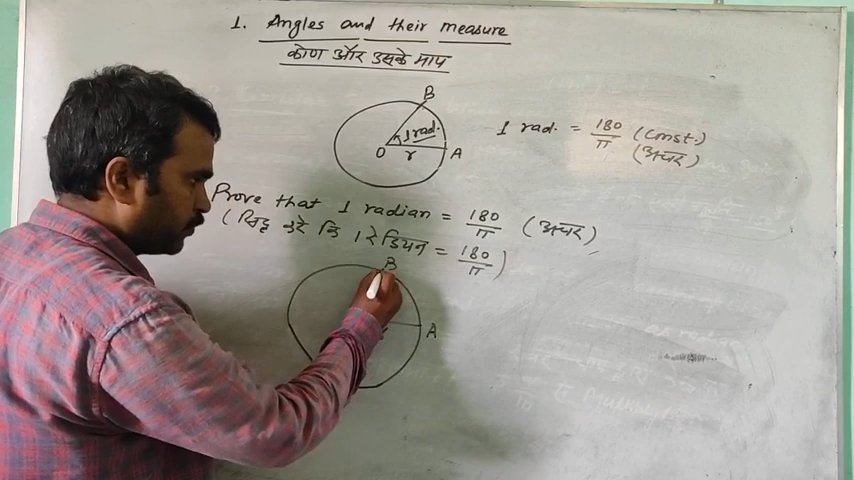 1. Angles and their measure
कोण और उसके माप
B
1 rad.
O r A
1 rad. = 180/π (Const.)
(अचर)
Prove that 1 radian = 180/π (अचर)
(सिद्ध करे कि 1 रेडियन = 180/π)
B
A